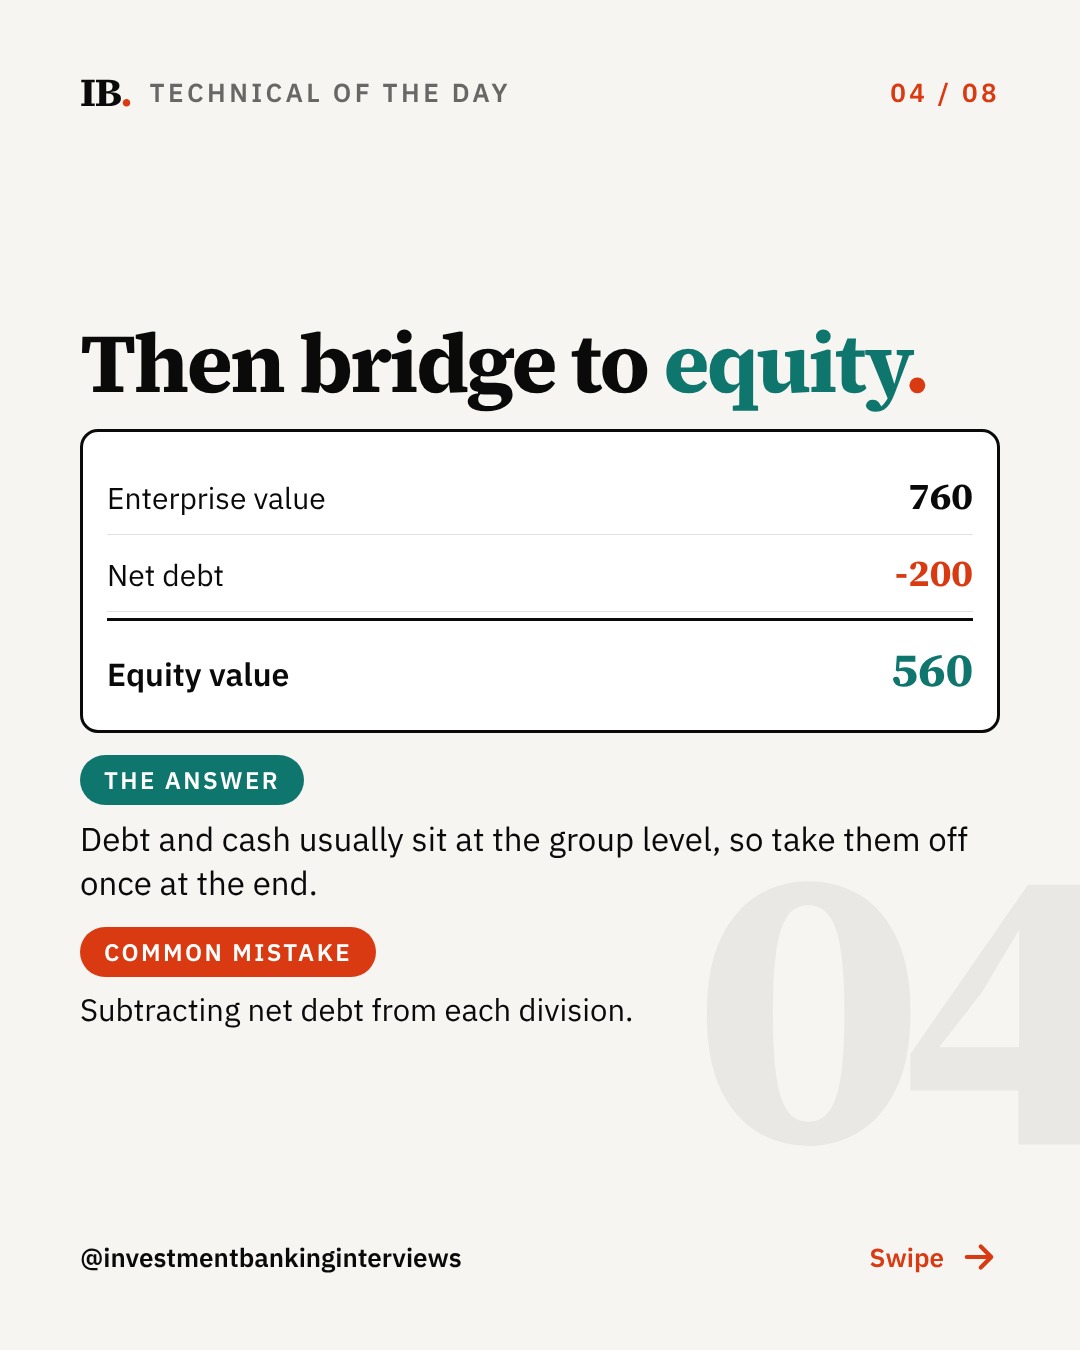 IB. TECHNICAL OF THE DAY
04 / 08
Then bridge to equity.
Enterprise value 760
Net debt -200
Equity value 560
THE ANSWER
Debt and cash usually sit at the group level, so take them off
once at the end.
COMMON MISTAKE
Subtracting net debt from each division.
04
@investmentbankinginterviews
Swipe →